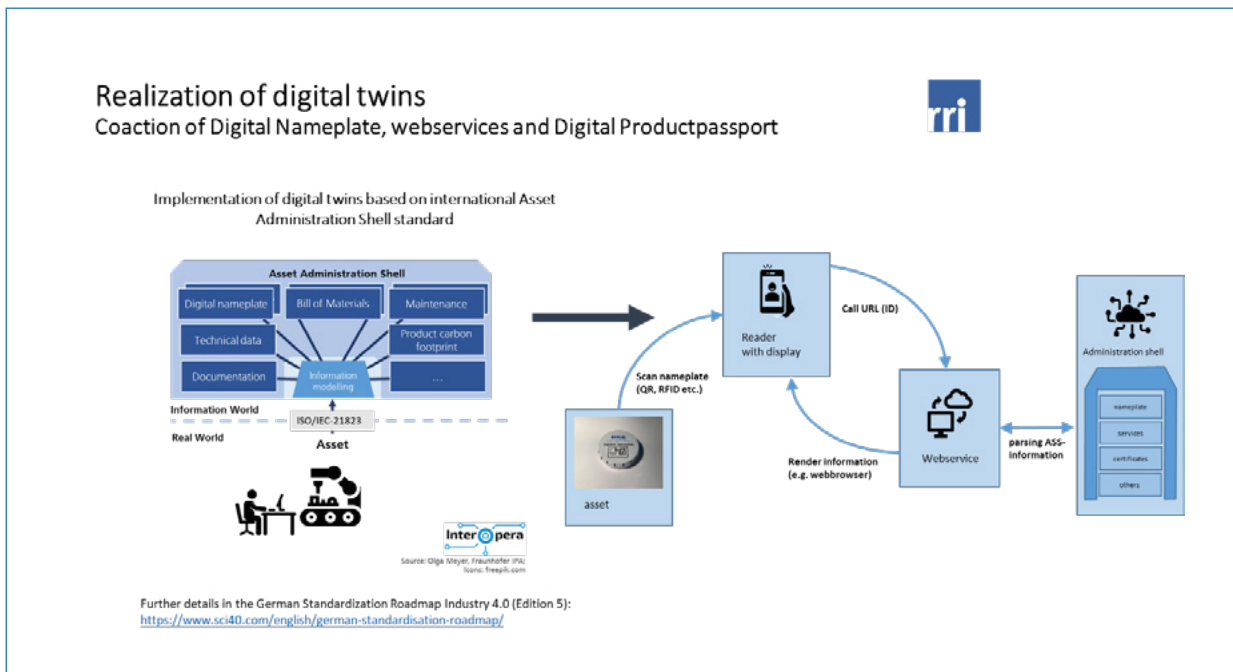 Realization of digital twins
Coaction of Digital Nameplate, webservices and Digital Productpassport
rri
Implementation of digital twins based on international Asset
Administration Shell standard
Asset Administration Shell
Digital nameplate
Bill of Materials
Maintenance
Technical data
Product carbon
footprint
Documentation
Information
modelling
...
Information World
ISO/IEC-21823
Real World
Asset
Inter pera
Source: Olga Meyer, Fraunhofer IPA;
Icons: freepik.com
Reader
with display
Call URL (ID)
Scan nameplate
(QR, RFID etc.)
asset
Render information
(e.g. webbrowser)
Webservice
parsing ASS-
information
Administration shell
nameplate
services
certificates
others
Further details in the German Standardization Roadmap Industry 4.0 (Edition 5):
https://www.sci40.com/english/german-standardisation-roadmap/